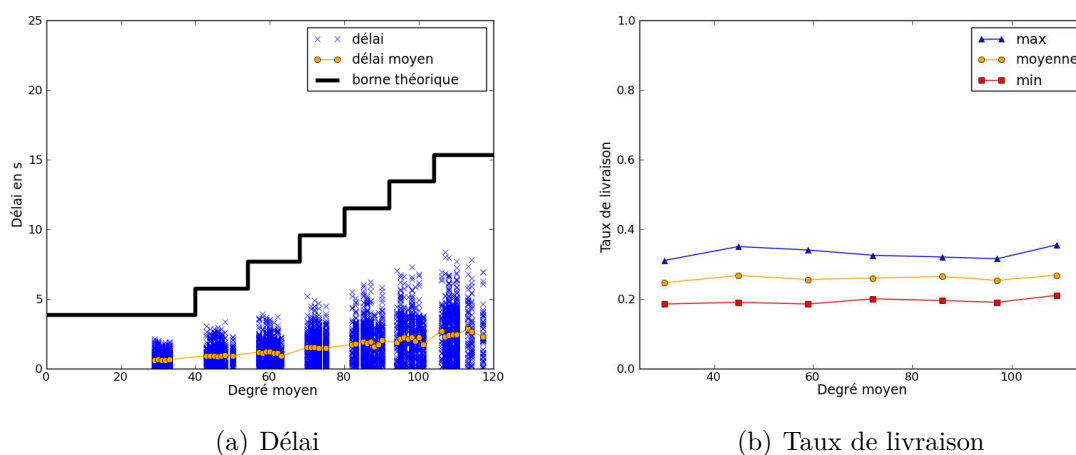 25
20
15
10
5
0
0 20 40 60 80 100 120
Délai en s
Degré moyen
délai
délai moyen
borne théorique
(a) Délai
1.0
0.8
0.6
0.4
0.2
0.0
40 60 80 100
Taux de livraison
Degré moyen
max
moyenne
min
(b) Taux de livraison